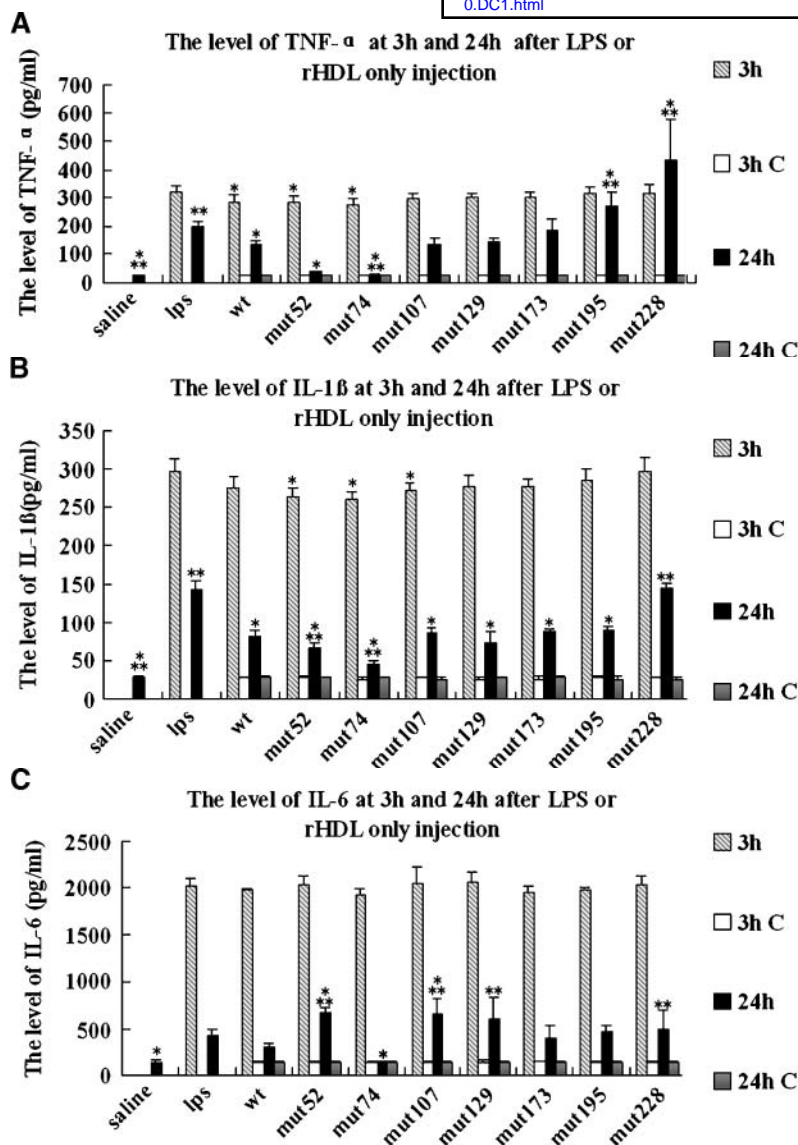 0.DC1.html
A
The level of TNF-α at 3h and 24h after LPS or
rHDL only injection
The level of TNF-α (pg/ml)
700
600
500
400
300
200
100
0
*
**
**
*
*
*
*
*
*
**
*
**
*
**
saline
lps
wt
mut52
mut74
mut107
mut129
mut173
mut195
mut228
3h
3h C
24h
24h C
B
The level of IL-1ß at 3h and 24h after LPS or
rHDL only injection
The level of IL-1ß(pg/ml)
350
300
250
200
150
100
50
0
*
**
**
*
*
*
**
*
*
**
*
*
*
*
*
**
saline
lps
wt
mut52
mut74
mut107
mut129
mut173
mut195
mut228
3h
3h C
24h
24h C
C
The level of IL-6 at 3h and 24h after LPS or
rHDL only injection
The level of IL-6 (pg/ml)
2500
2000
1500
1000
500
0
*
*
**
*
*
**
**
**
saline
lps
wt
mut52
mut74
mut107
mut129
mut173
mut195
mut228
3h
3h C
24h
24h C